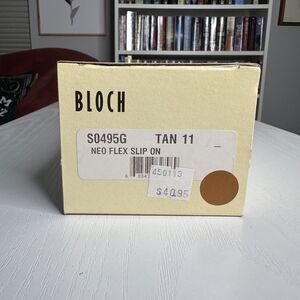 BLOCH
S0495G TAN 11
NEO FLEX SLIP ON
450113
$40.95